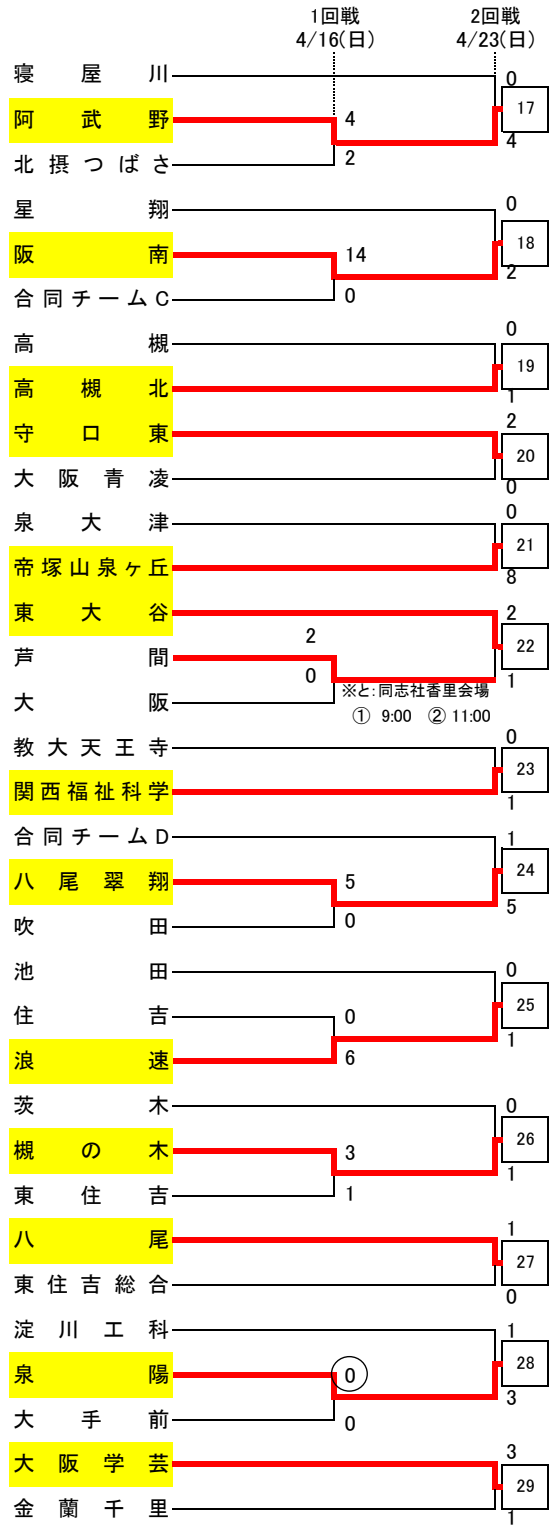 1回戦 2回戦
4/16(日) 4/23(日)
寝屋川 0
17
阿武野 4 4
北摂つばさ 2
星翔 0
18
阪南 14 2
合同チームC 0
高槻 0
19
高槻北 1
守口東 2
20
大阪青凌 0
泉大津 0
21
帝塚山泉ヶ丘 8
東大谷 2
22
芦間 2 1
大阪 0
※と:同志社香里会場
① 9:00 ② 11:00
教大天王寺 0
23
関西福祉科学 1
合同チームD 1
24
八尾翠翔 5 5
吹田 0
池田 0
住吉 0 25
浪速 6 1
茨木 0
26
槻の木 3 1
東住吉 1
八尾 1
27
東住吉総合 0
淀川工科 1
28
泉陽 0 3
大手前 0
大阪学芸 3
29
金蘭千里 1